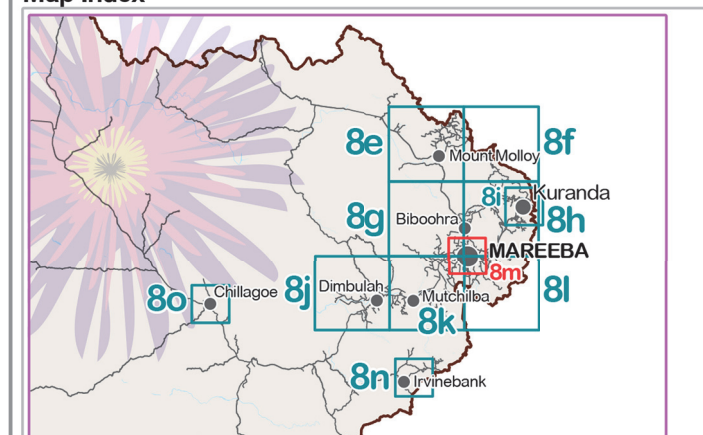 Map Index
8e
8f
Mount Molloy
8i
Kuranda
8g
Biboohra
8h
MAREEBA
8m
8o
Chillagoe
8j
Dimbulah
Mutchilba
8l
8k
8n
Irvinebank